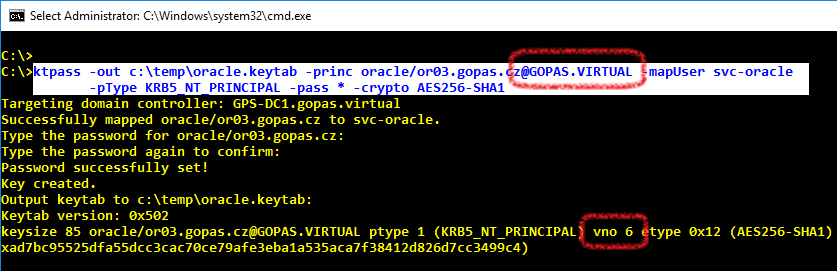 Select Administrator: C:\Windows\system32\cmd.exe
C:\>
C:\>ktpass -out c:\temp\oracle.keytab -princ oracle/or03.gopas.cz@GOPAS.VIRTUAL -mapUser svc-oracle
-pType KRB5_NT_PRINCIPAL -pass * -crypto AES256-SHA1
Targeting domain controller: GPS-DC1.gopas.virtual
Successfully mapped oracle/or03.gopas.cz to svc-oracle.
Type the password for oracle/or03.gopas.cz:
Type the password again to confirm:
Password successfully set!
Key created.
Output keytab to c:\temp\oracle.keytab:
Keytab version: 0x502
keysize 85 oracle/or03.gopas.cz@GOPAS.VIRTUAL ptype 1 (KRB5_NT_PRINCIPAL) vno 6 etype 0x12 (AES256-SHA1)
xad7bc95525dfa55dcc3cac70ce79afe3eba1a535aca7f38412d826d7cc3499c4)